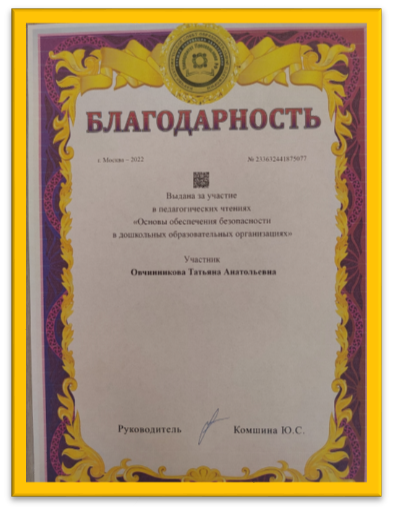 БЛАГОДАРНОСТЬ
г. Москва – 2022 № 233632441875077
Выдана за участие
в педагогических чтениях
«Основы обеспечения безопасности
в дошкольных образовательных организациях»
Участник
Овчинникова Татьяна Анатольевна
Руководитель Комшина Ю.С.